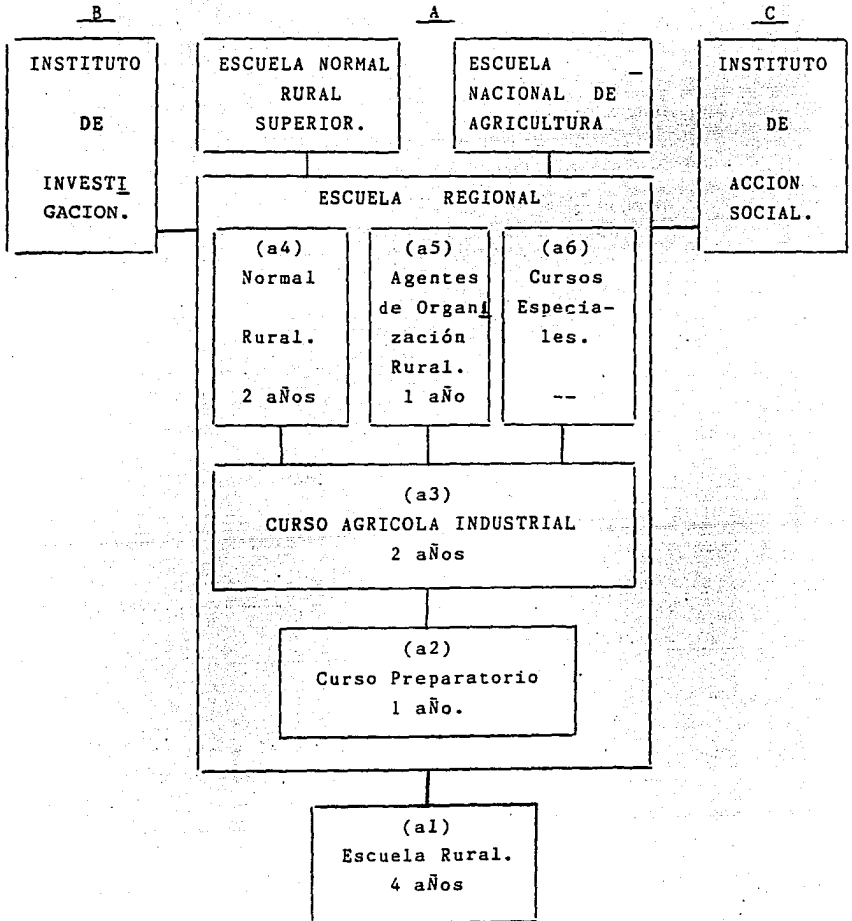 B
A
C
INSTITUTO
DE
INVESTI
GACION.
ESCUELA NORMAL
RURAL
SUPERIOR.
ESCUELA _
NACIONAL DE
AGRICULTURA
INSTITUTO
DE
ACCION
SOCIAL.
ESCUELA REGIONAL
(a4)
Normal
Rural.
2 aÑos
(a5)
Agentes
de Organi
zación
Rural.
1 aÑo
(a6)
Cursos
Especia-
les.
--
(a3)
CURSO AGRICOLA INDUSTRIAL
2 aÑos
(a2)
Curso Preparatorio
1 aÑo.
(a1)
Escuela Rural.
4 aÑos